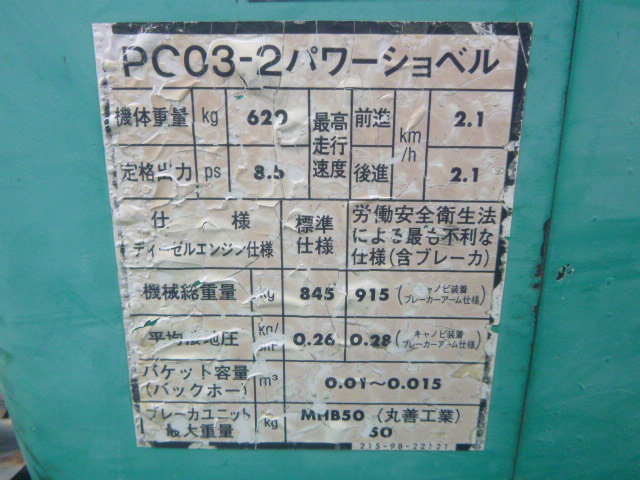 PC03-2パワーショベル
機体重量 kg 620 最高走行速度 前進 km/h 2.1
定格出力 ps 8.5 後進 2.1
仕様 標準仕様 労働安全衛生法
ディーゼルエンジン仕様 による最も不利な
仕様(含ブレーカ)
機械総重量 kg 845 915 (キャノピ装着
ブレーカーアーム仕様)
平均接地圧 0.26 0.28 (キャノピ装着
ブレーカーアーム仕様)
バケット容量
(バックホー) m³ ～0.015
ブレーカユニット MHB50 (丸善工業)
最大重量 kg 50
215-98-22121